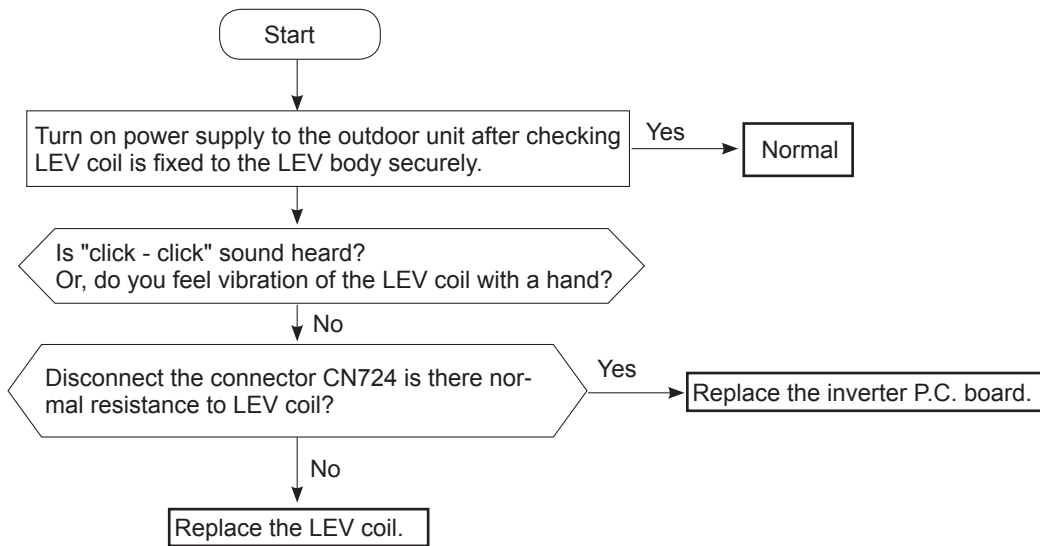 Start
Turn on power supply to the outdoor unit after checking
LEV coil is fixed to the LEV body securely.
Yes
Normal
Is "click - click" sound heard?
Or, do you feel vibration of the LEV coil with a hand?
No
Disconnect the connector CN724 is there nor-
mal resistance to LEV coil?
Yes
Replace the inverter P.C. board.
No
Replace the LEV coil.